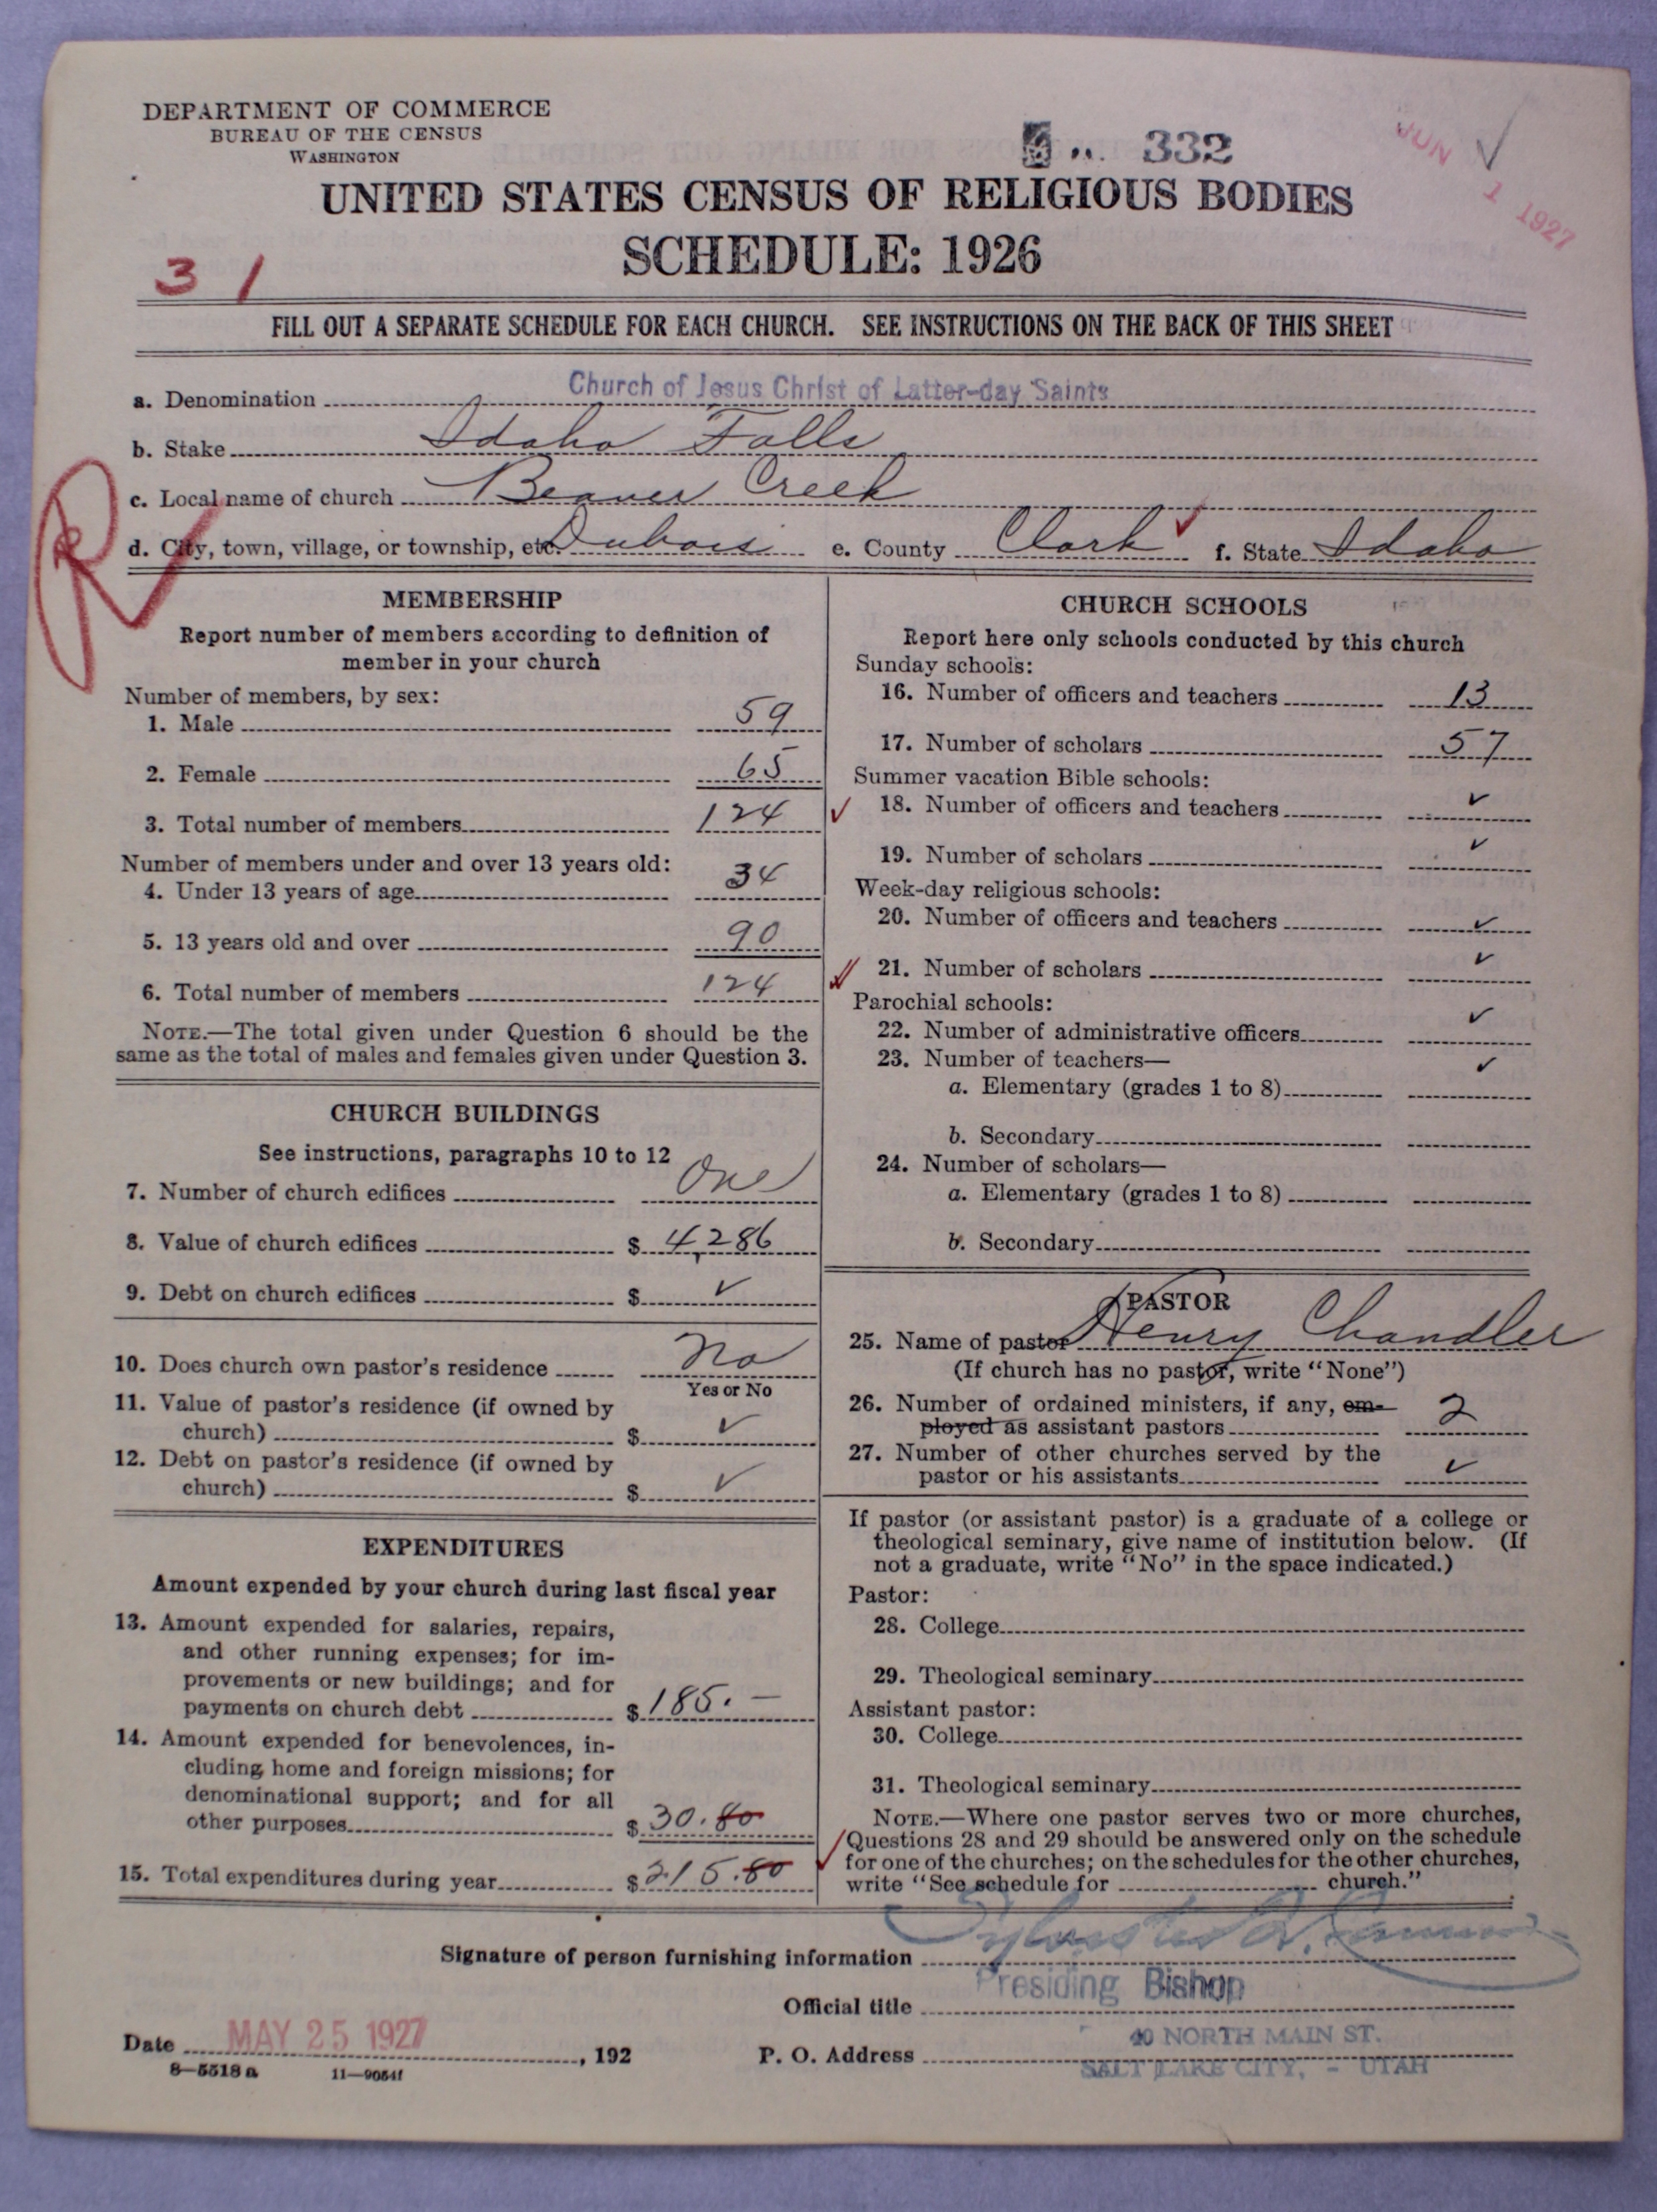 DEPARTMENT OF COMMERCE
BUREAU OF THE CENSUS
WASHINGTON
332
JUN 1 1927
UNITED STATES CENSUS OF RELIGIOUS BODIES
SCHEDULE: 1926
31
FILL OUT A SEPARATE SCHEDULE FOR EACH CHURCH. SEE INSTRUCTIONS ON THE BACK OF THIS SHEET
a. Denomination Church of Jesus Christ of Latter-day Saints
b. Stake Idaho Falls
c. Local name of church Beaver Creek
d. City, town, village, or township, etc. Dubois e. County Clark f. State Idaho
R
MEMBERSHIP
Report number of members according to definition of
member in your church
Number of members, by sex:
1. Male 59
2. Female 65
3. Total number of members 124
Number of members under and over 13 years old:
4. Under 13 years of age 34
5. 13 years old and over 90
6. Total number of members 124
NOTE.—The total given under Question 6 should be the
same as the total of males and females given under Question 3.
CHURCH BUILDINGS
See instructions, paragraphs 10 to 12
7. Number of church edifices One
8. Value of church edifices $ 4,286
9. Debt on church edifices $ ✓
10. Does church own pastor's residence No
Yes or No
11. Value of pastor's residence (if owned by
church) $ ✓
12. Debt on pastor's residence (if owned by
church) $ ✓
EXPENDITURES
Amount expended by your church during last fiscal year
13. Amount expended for salaries, repairs,
and other running expenses; for im-
provements or new buildings; and for
payments on church debt $ 185.—
14. Amount expended for benevolences, in-
cluding home and foreign missions; for
denominational support; and for all
other purposes $ 30.80
15. Total expenditures during year $ 215.80
CHURCH SCHOOLS
Report here only schools conducted by this church
Sunday schools:
16. Number of officers and teachers 13
17. Number of scholars 57
Summer vacation Bible schools:
✓ 18. Number of officers and teachers ✓
19. Number of scholars ✓
Week-day religious schools:
20. Number of officers and teachers ✓
21. Number of scholars ✓
Parochial schools:
22. Number of administrative officers ✓
23. Number of teachers— ✓
a. Elementary (grades 1 to 8)
b. Secondary
24. Number of scholars—
a. Elementary (grades 1 to 8)
b. Secondary
PASTOR
25. Name of pastor Henry Chandler
(If church has no pastor, write "None")
26. Number of ordained ministers, if any, em-
ployed as assistant pastors 2
27. Number of other churches served by the
pastor or his assistants ✓
If pastor (or assistant pastor) is a graduate of a college or
theological seminary, give name of institution below. (If
not a graduate, write "No" in the space indicated.)
Pastor:
28. College
29. Theological seminary
Assistant pastor:
30. College
31. Theological seminary
NOTE.—Where one pastor serves two or more churches,
Questions 28 and 29 should be answered only on the schedule
for one of the churches; on the schedules for the other churches,
write "See schedule for church."
Signature of person furnishing information Sylvester Q. Cannon
Official title Presiding Bishop
Date MAY 25 1927, 192 P. O. Address 40 NORTH MAIN ST.
SALT LAKE CITY, - UTAH
8—5518a 11—9054f